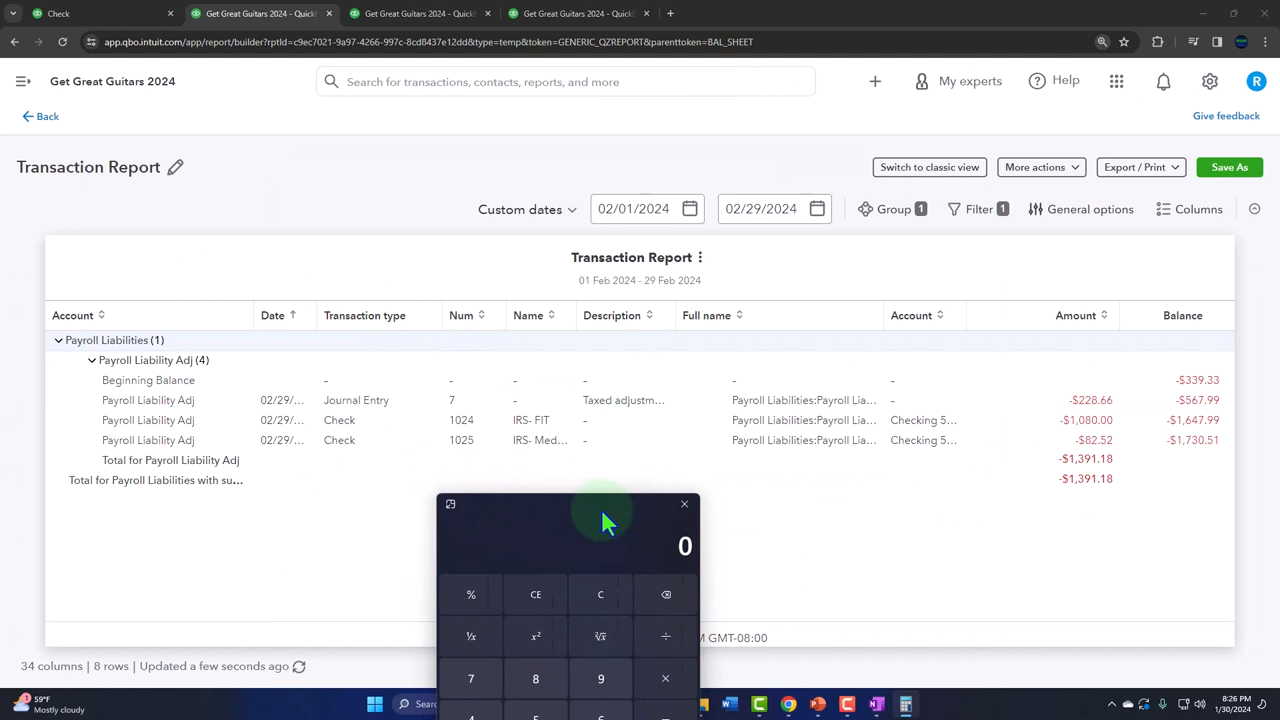 Check
Get Great Guitars 2024 - Quick
Get Great Guitars 2024 - Quick
Get Great Guitars 2024 - Quick
app.qbo.intuit.com/app/report/builder?rptId=c9ec7021-9a97-4266-997c-8cd8437e12dd&type=temp&token=GENERIC_QZREPORT&parenttoken=BAL_SHEET
Get Great Guitars 2024
Search for transactions, contacts, reports, and more
My experts
Help
R
Back
Give feedback
Transaction Report
Switch to classic view
More actions
Export / Print
Save As
Custom dates
02/01/2024
02/29/2024
Group 1
Filter 1
General options
Columns
Transaction Report
01 Feb 2024 - 29 Feb 2024
Account Date Transaction type Num Name Description Full name Account Amount Balance
Payroll Liabilities (1)
Payroll Liability Adj (4)
Beginning Balance - - - - - - -$339.33
Payroll Liability Adj 02/29/... Journal Entry 7 - Taxed adjustm... Payroll Liabilities:Payroll Lia... - -$228.66 -$567.99
Payroll Liability Adj 02/29/... Check 1024 IRS- FIT - Payroll Liabilities:Payroll Lia... Checking 5... -$1,080.00 -$1,647.99
Payroll Liability Adj 02/29/... Check 1025 IRS- Med... - Payroll Liabilities:Payroll Lia... Checking 5... -$82.52 -$1,730.51
Total for Payroll Liability Adj -$1,391.18
Total for Payroll Liabilities with su... -$1,391.18
0
% CE C
⅟x x² ²√x ÷
M GMT-08:00
7 8 9 ×
34 columns | 8 rows | Updated a few seconds ago
59°F
Mostly cloudy
Sear
8:26 PM
1/30/2024